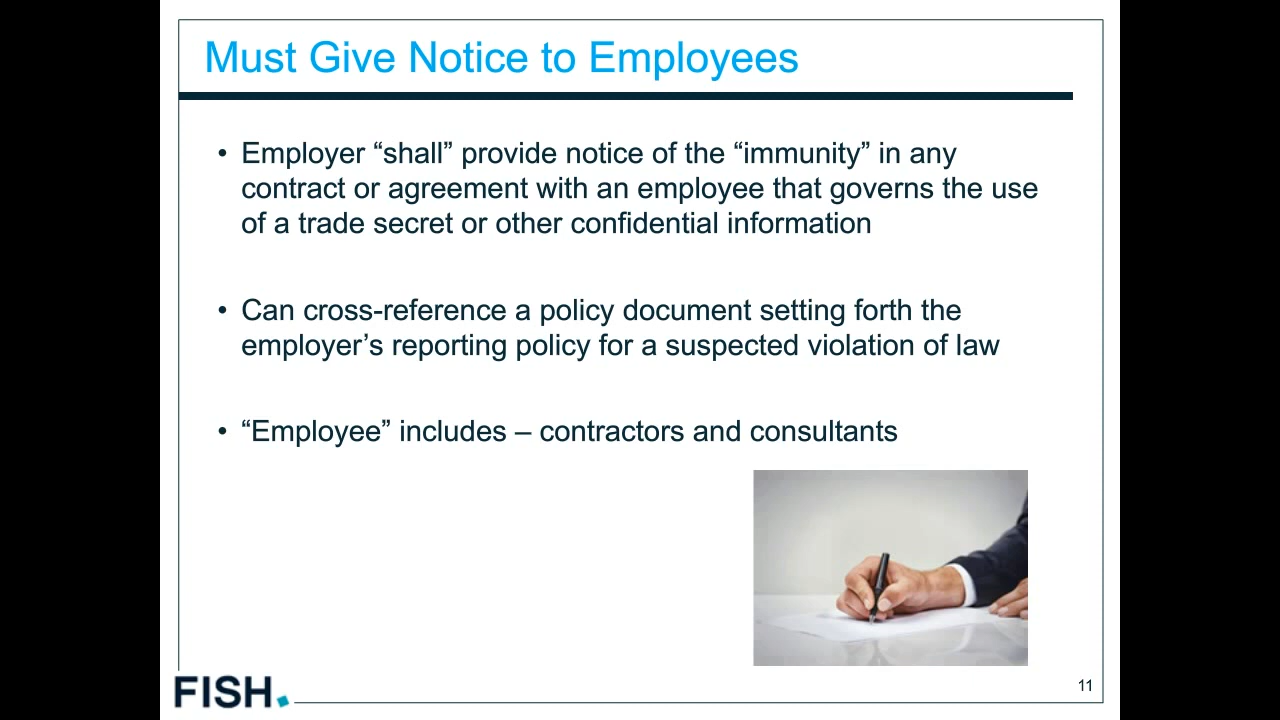 Must Give Notice to Employees
• Employer “shall” provide notice of the “immunity” in any
contract or agreement with an employee that governs the use
of a trade secret or other confidential information
• Can cross-reference a policy document setting forth the
employer’s reporting policy for a suspected violation of law
• “Employee” includes – contractors and consultants
FISH.
11